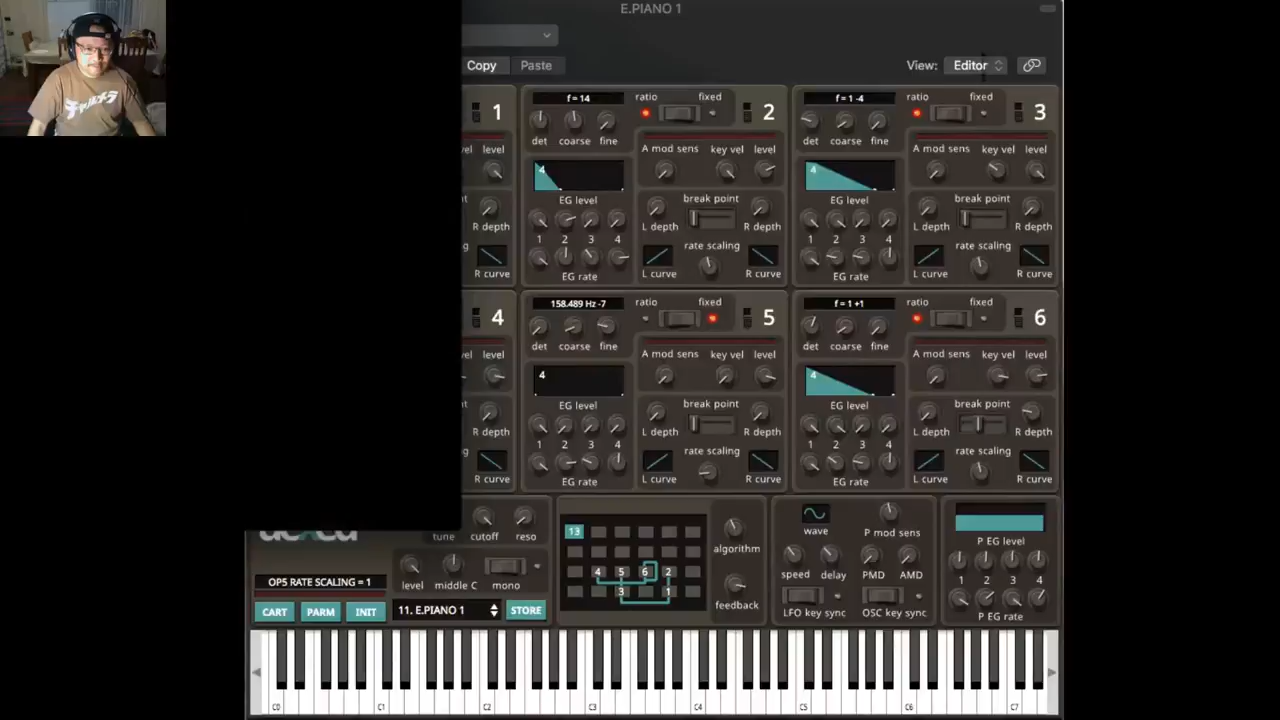 E.PIANO 1
Copy Paste View: Editor
f = 14 ratio fixed f = 1 -4 ratio fixed
1 2 3
det coarse fine det coarse fine
level A mod sens key vel level A mod sens key vel level
4 4
EG level break point EG level break point
R depth L depth R depth L depth R depth
1 2 3 4 rate scaling 1 2 3 4 rate scaling
R curve EG rate L curve R curve EG rate L curve R curve
158.489 Hz -7 ratio fixed f = 1 +1 ratio fixed
4 5 6
det coarse fine det coarse fine
level A mod sens key vel level A mod sens key vel level
4 4
EG level break point EG level break point
R depth L depth R depth L depth R depth
1 2 3 4 rate scaling 1 2 3 4 rate scaling
R curve EG rate L curve R curve EG rate L curve R curve
tune cutoff reso 13 algorithm wave P mod sens P EG level
level middle C mono 4 5 6 2 speed delay PMD AMD 1 2 3 4
OP5 RATE SCALING = 1 3 1 feedback
CART PARM INIT 11. E.PIANO 1 STORE LFO key sync OSC key sync P EG rate
C0 C1 C2 C3 C4 C5 C6 C7